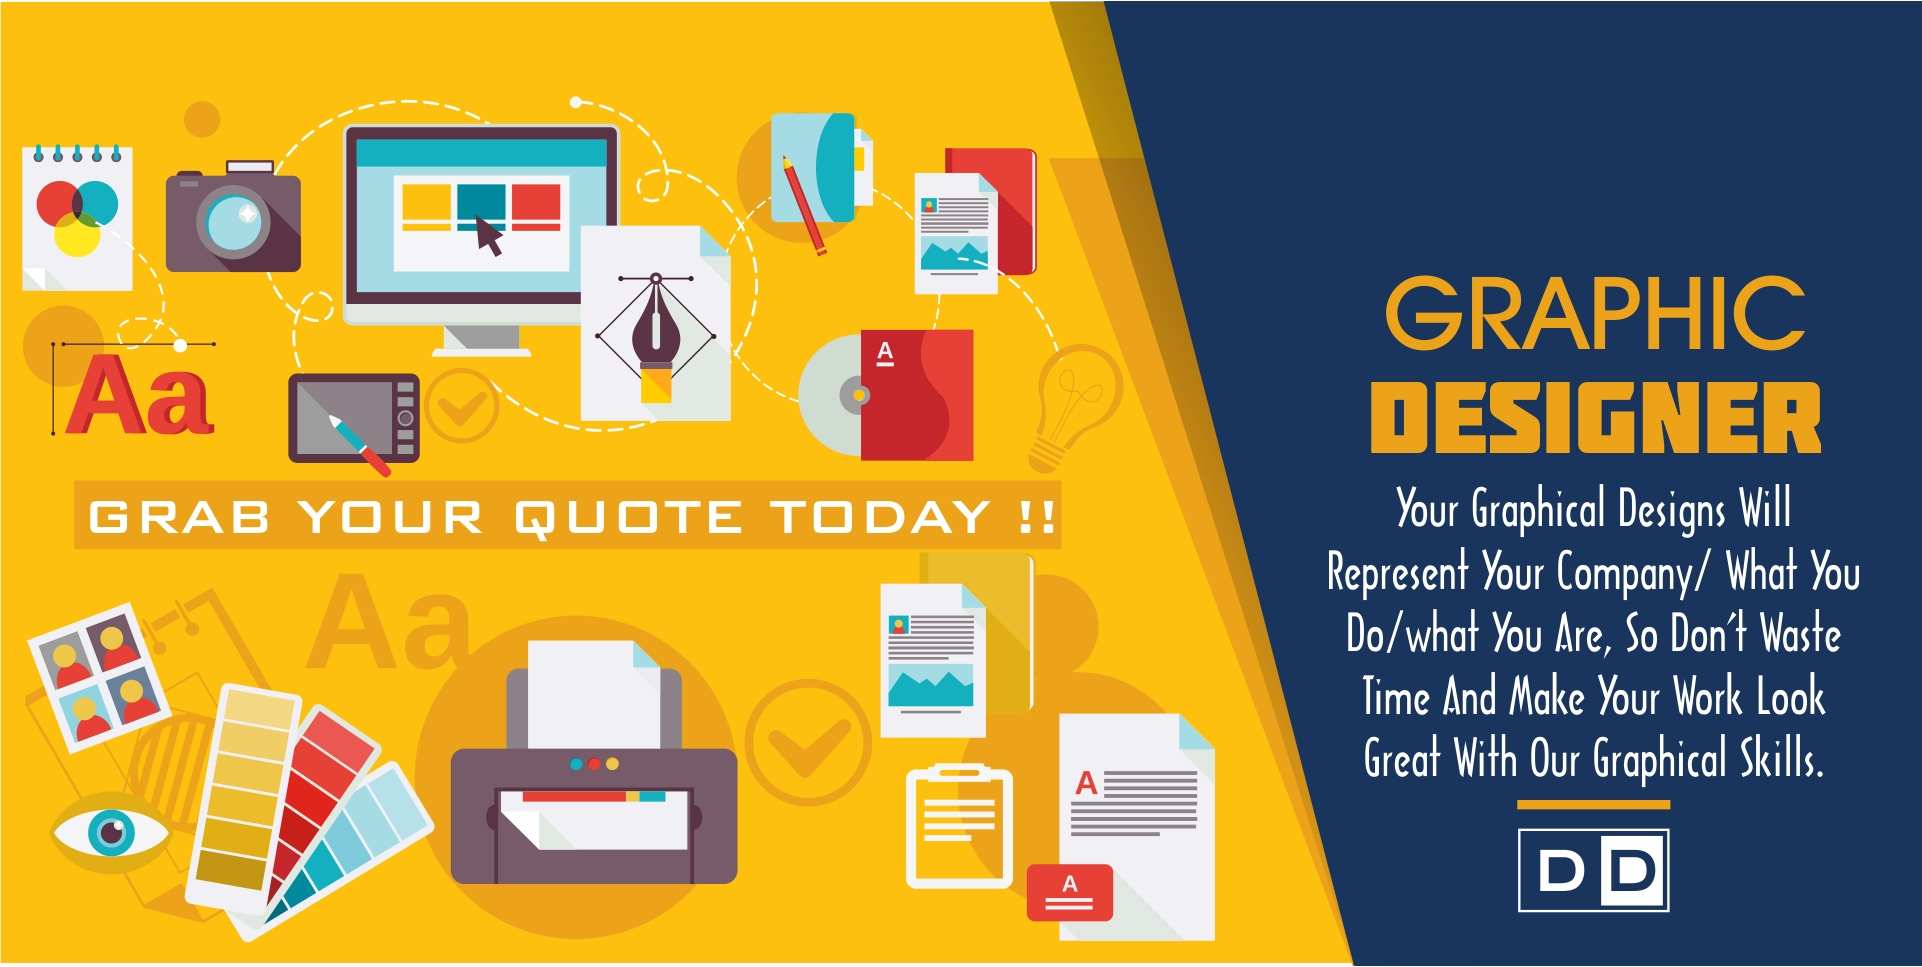 Aa
A
GRAB YOUR QUOTE TODAY !!
Aa
A
A
GRAPHIC
DESIGNER
Your Graphical Designs Will
Represent Your Company/ What You
Do/what You Are, So Don't Waste
Time And Make Your Work Look
Great With Our Graphical Skills.
DD